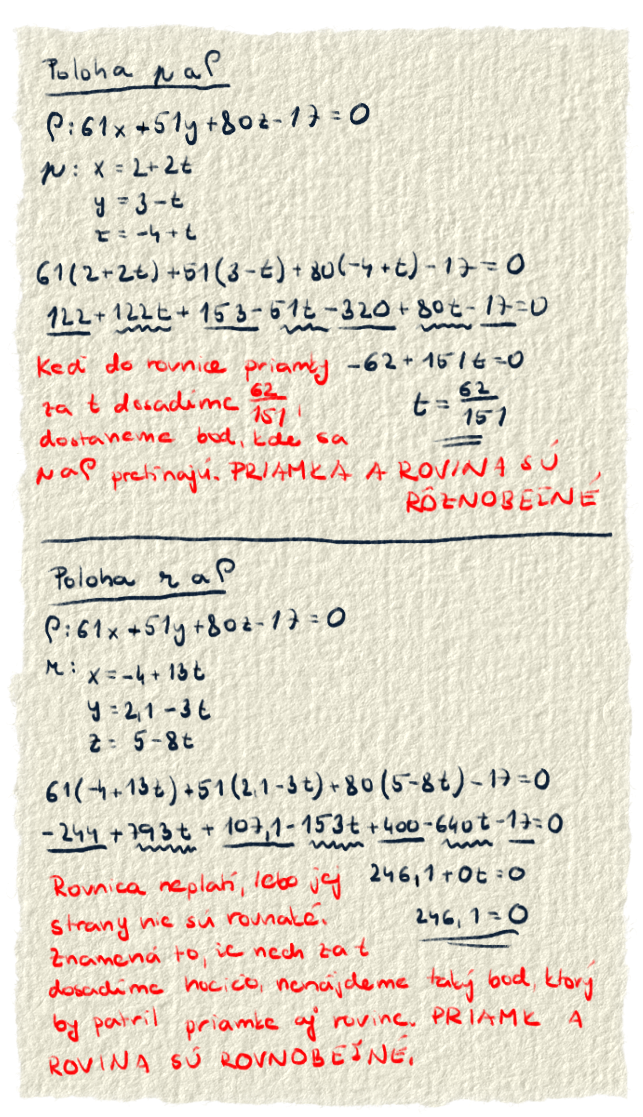 Poloha p a ρ
ρ: 61x + 51y + 80z - 17 = 0
p: x = 2 + 2t
y = 3 - t
z = -4 + t
61(2+2t) + 51(3-t) + 80(-4+t) - 17 = 0
122 + 122t + 153 - 51t - 320 + 80t - 17 = 0
Keď do rovnice priamky -62 + 151t = 0
za t dosadíme 62/151, t = 62/151
dostaneme bod, kde sa
p a ρ pretínajú. PRIAMKA A ROVINA SÚ
RÔZNOBEŽNÉ
Poloha r a ρ
ρ: 61x + 51y + 80z - 17 = 0
r: x = -4 + 13t
y = 2,1 - 3t
z = 5 - 8t
61(-4+13t) + 51(2,1-3t) + 80(5-8t) - 17 = 0
-244 + 793t + 107,1 - 153t + 400 - 640t - 17 = 0
Rovnica neplatí, lebo jej 246,1 + 0t = 0
strany nie sú rovnaké. 246,1 = 0
Znamená to, že nech za t
dosadíme hocičo, nenájdeme taký bod, ktorý
by patril priamke aj rovine. PRIAMK A
ROVINA SÚ ROVNOBEŽNÉ.